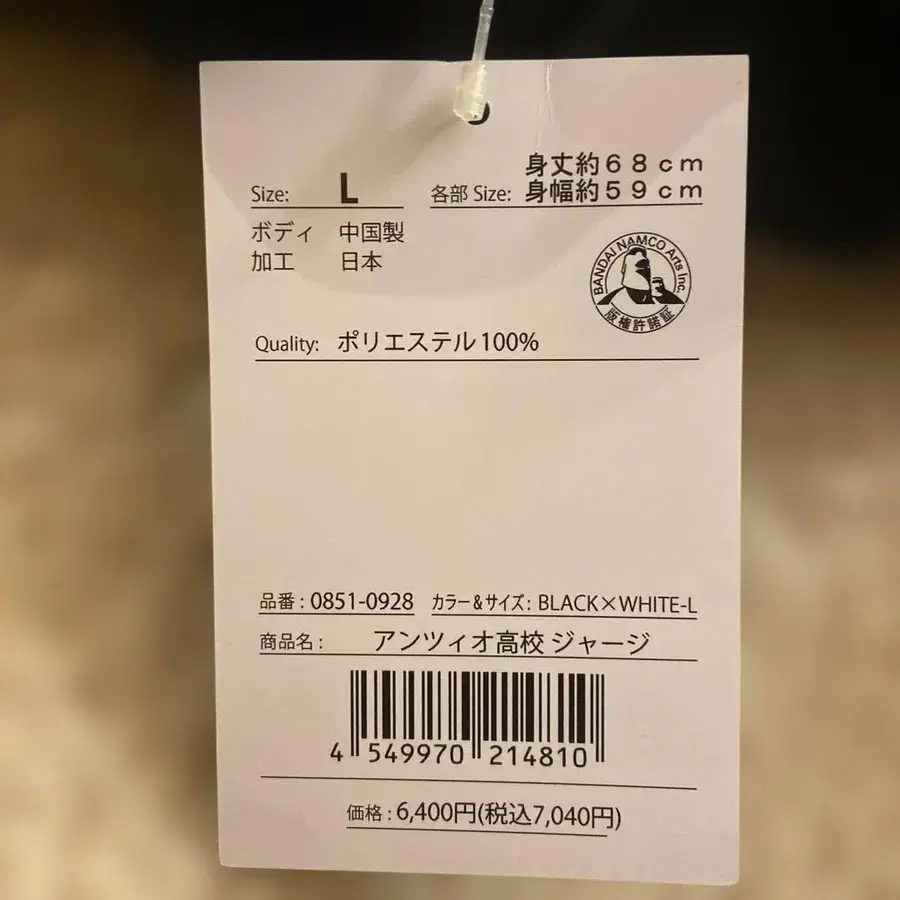 身丈約68cm
Size: L 各部 Size: 身幅約59cm
ボディ 中国製
加工 日本
BANDAI NAMCO Arts Inc.
版権許諾証
Quality: ポリエステル100%
品番：0851-0928 カラー&サイズ：BLACK×WHITE-L
商品名： アンツィオ高校 ジャージ
4 549970 214810
価格：6,400円(税込7,040円)